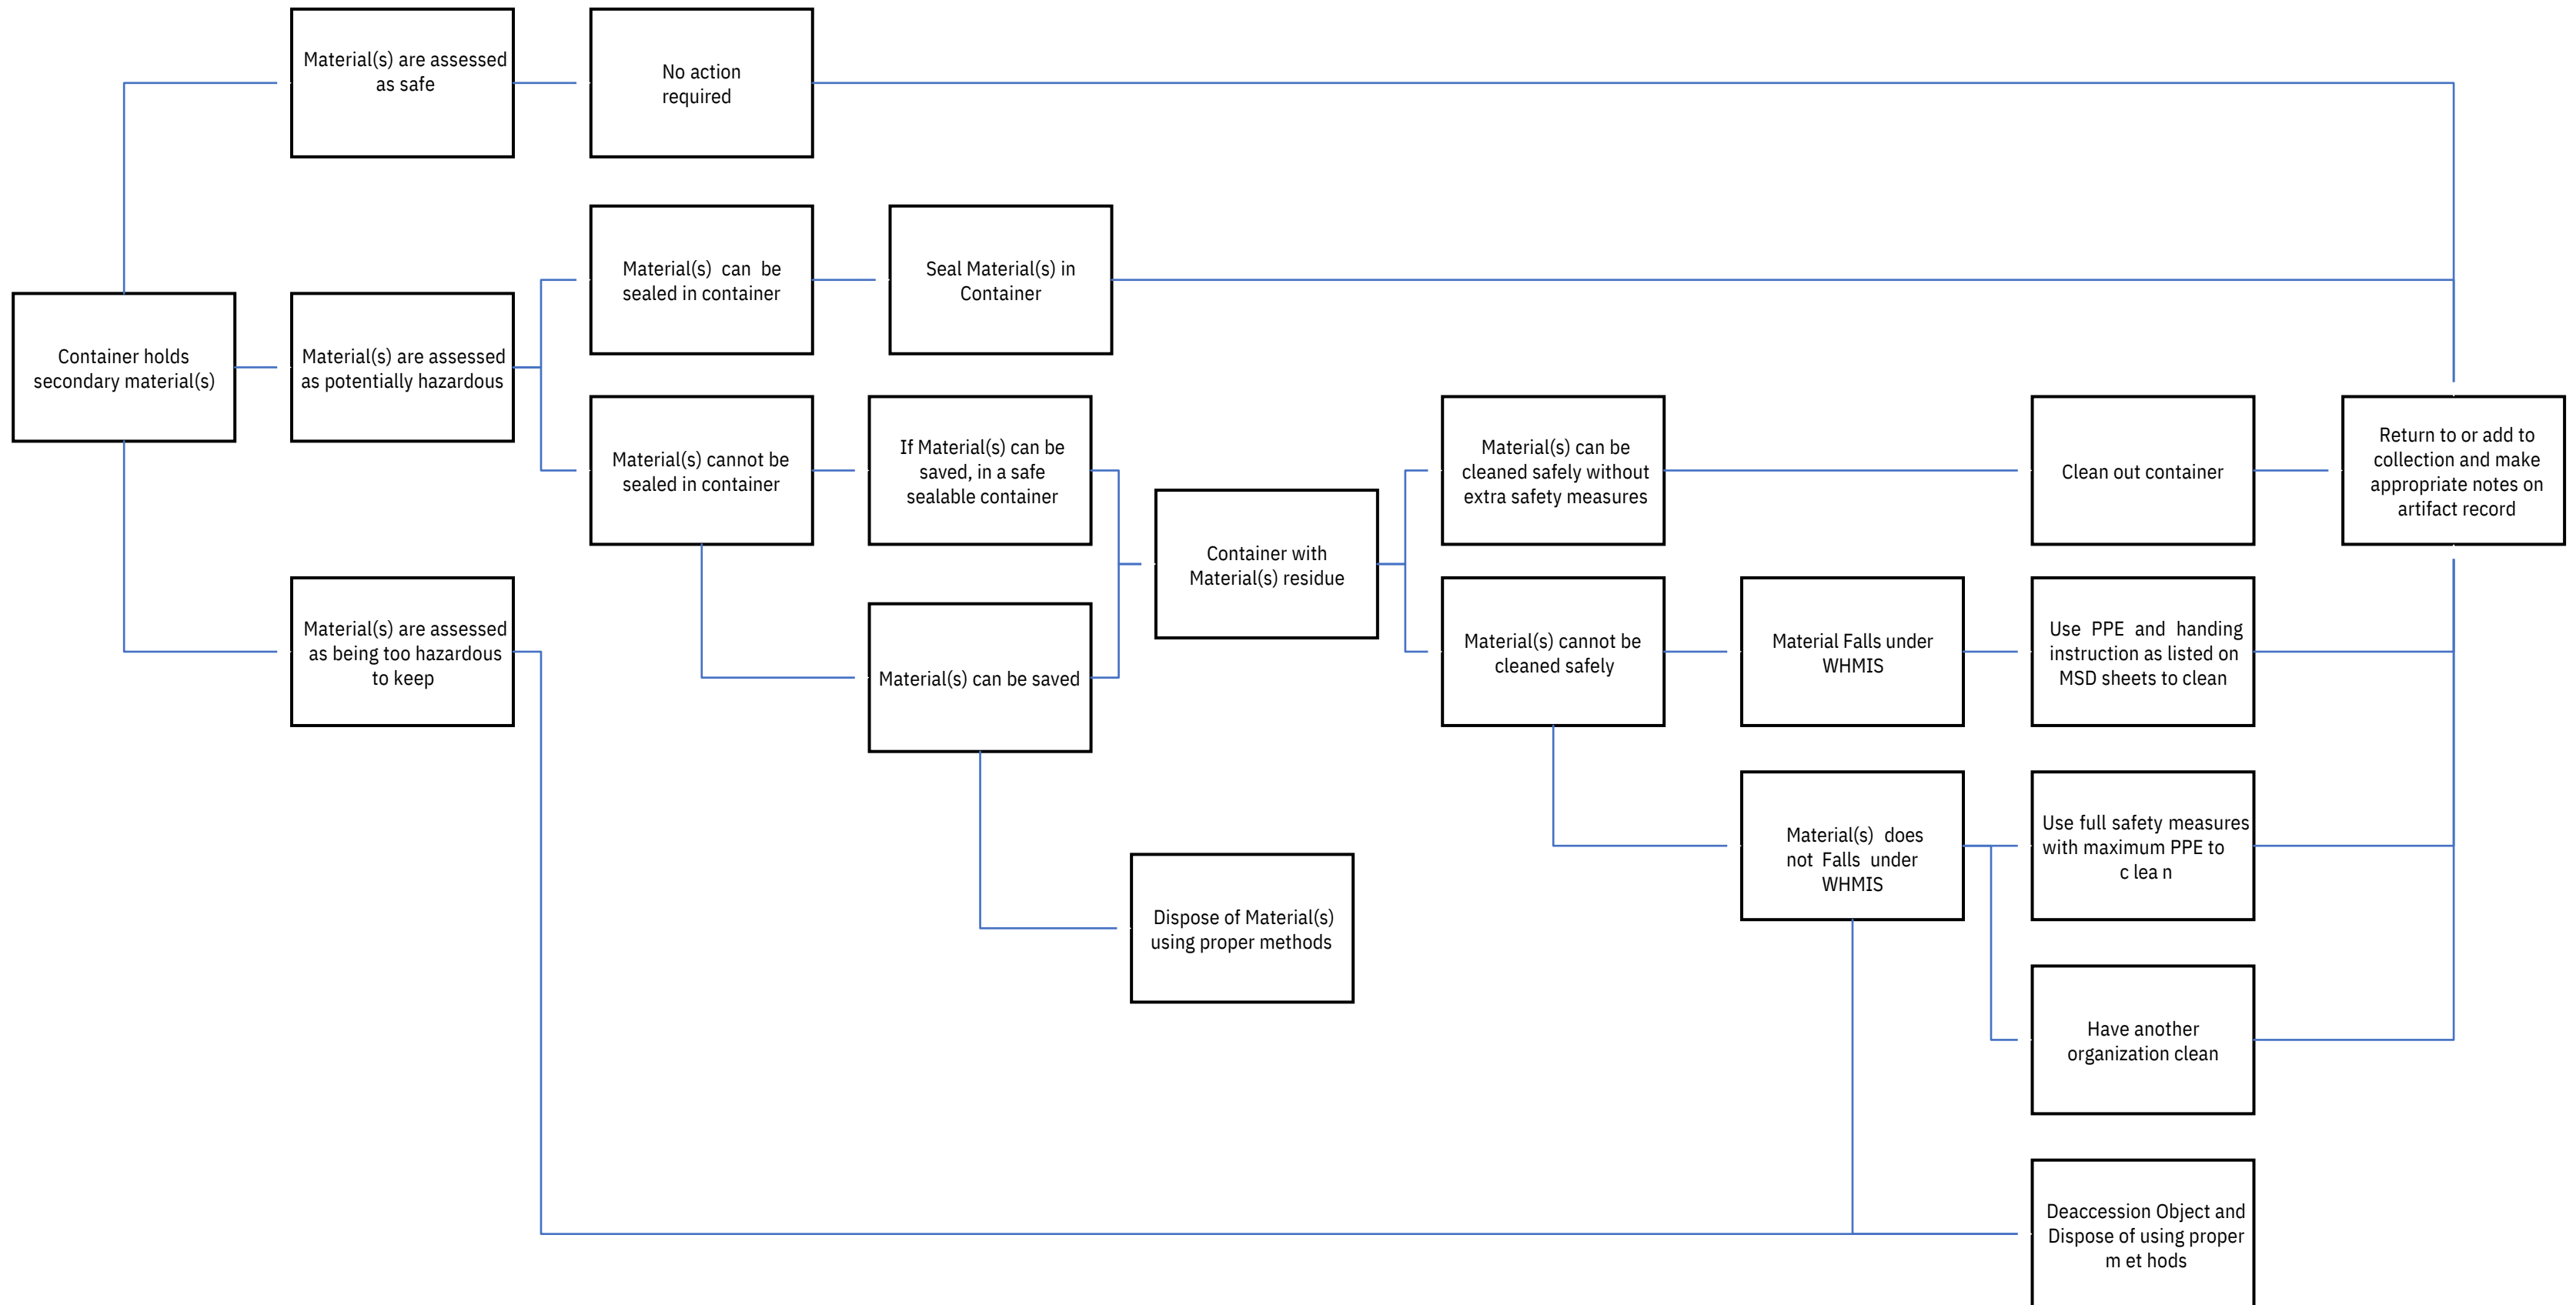 Material(s) are assessed
as safe
No action
required
Material(s) can be
sealed in container
Seal Material(s) in
Container
Container holds
secondary material(s)
Material(s) are assessed
as potentially hazardous
Material(s) cannot be
sealed in container
If Material(s) can be
saved, in a safe
sealable container
Container with
Material(s) residue
Material(s) can be
cleaned safely without
extra safety measures
Clean out container
Return to or add to
collection and make
appropriate notes on
artifact record
Material(s) are assessed
as being too hazardous
to keep
Material(s) can be saved
Material(s) cannot be
cleaned safely
Material Falls under
WHMIS
Use PPE and handing
instruction as listed on
MSD sheets to clean
Dispose of Material(s)
using proper methods
Material(s) does
not Falls under
WHMIS
Use full safety measures
with maximum PPE to
c lea n
Have another
organization clean
Deaccession Object and
Dispose of using proper
m et hods